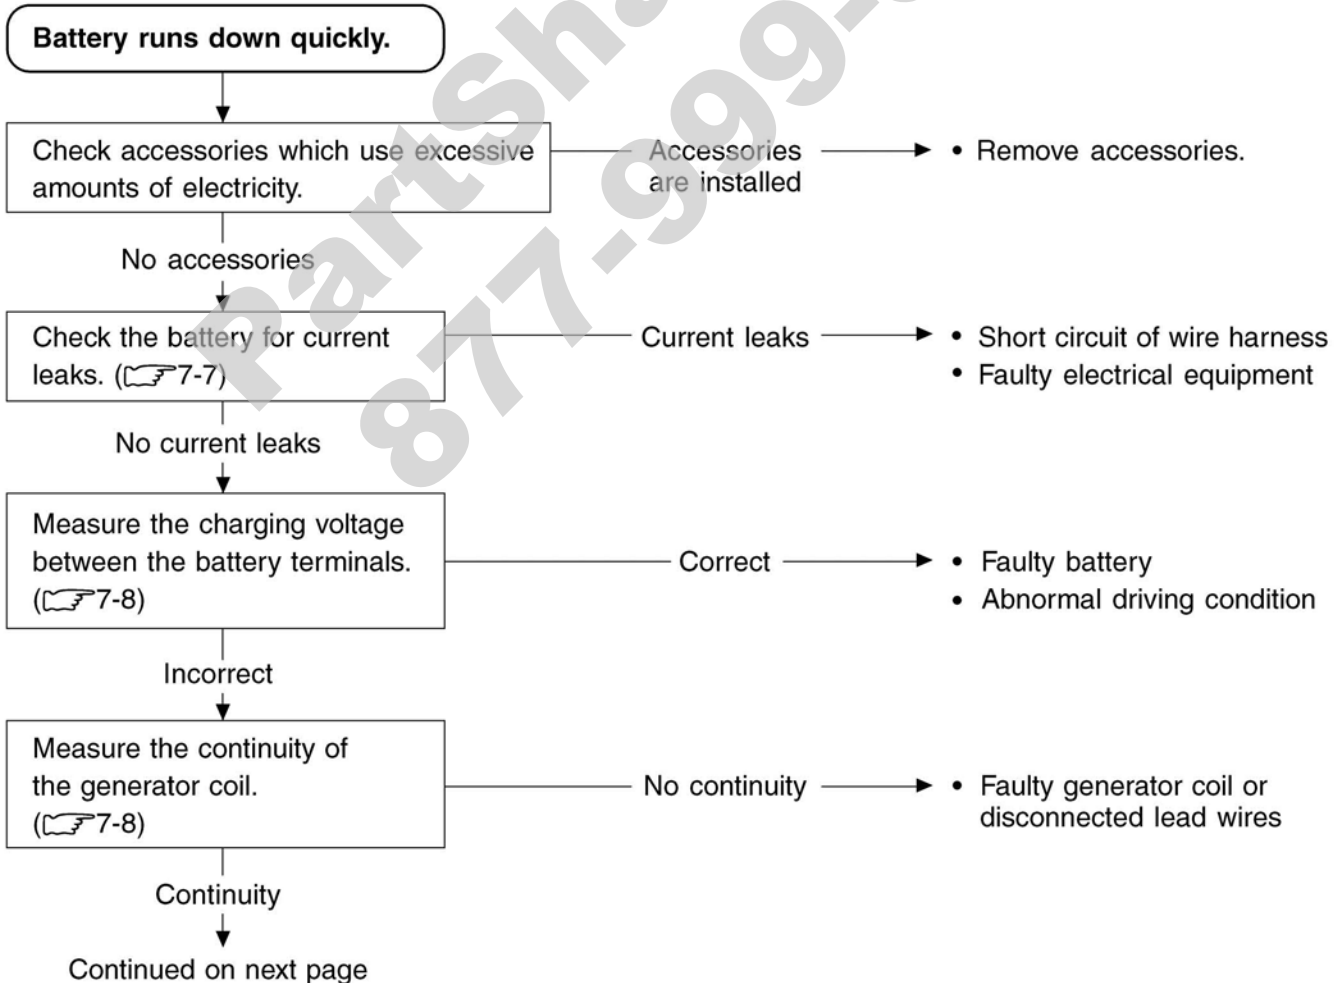 Battery runs down quickly.
Check accessories which use excessive
amounts of electricity.
Accessories
are installed
• Remove accessories.
No accessories
Check the battery for current
leaks. (☞7-7)
Current leaks
• Short circuit of wire harness
• Faulty electrical equipment
No current leaks
Measure the charging voltage
between the battery terminals.
(☞7-8)
Correct
• Faulty battery
• Abnormal driving condition
Incorrect
Measure the continuity of
the generator coil.
(☞7-8)
No continuity
• Faulty generator coil or
disconnected lead wires
Continuity
Continued on next page
PartSha
877-999-